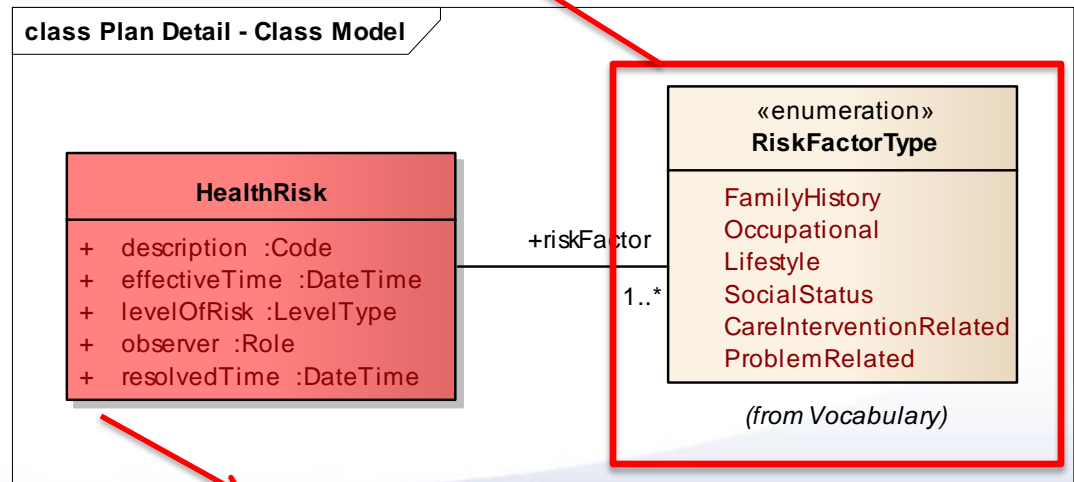 class Plan Detail - Class Model
«enumeration»
RiskFactorType
FamilyHistory
Occupational
Lifestyle
SocialStatus
CareInterventionRelated
ProblemRelated
(from Vocabulary)
HealthRisk
+ description :Code
+ effectiveTime :DateTime
+ levelOfRisk :LevelType
+ observer :Role
+ resolvedTime :DateTime
+riskFactor
1..*